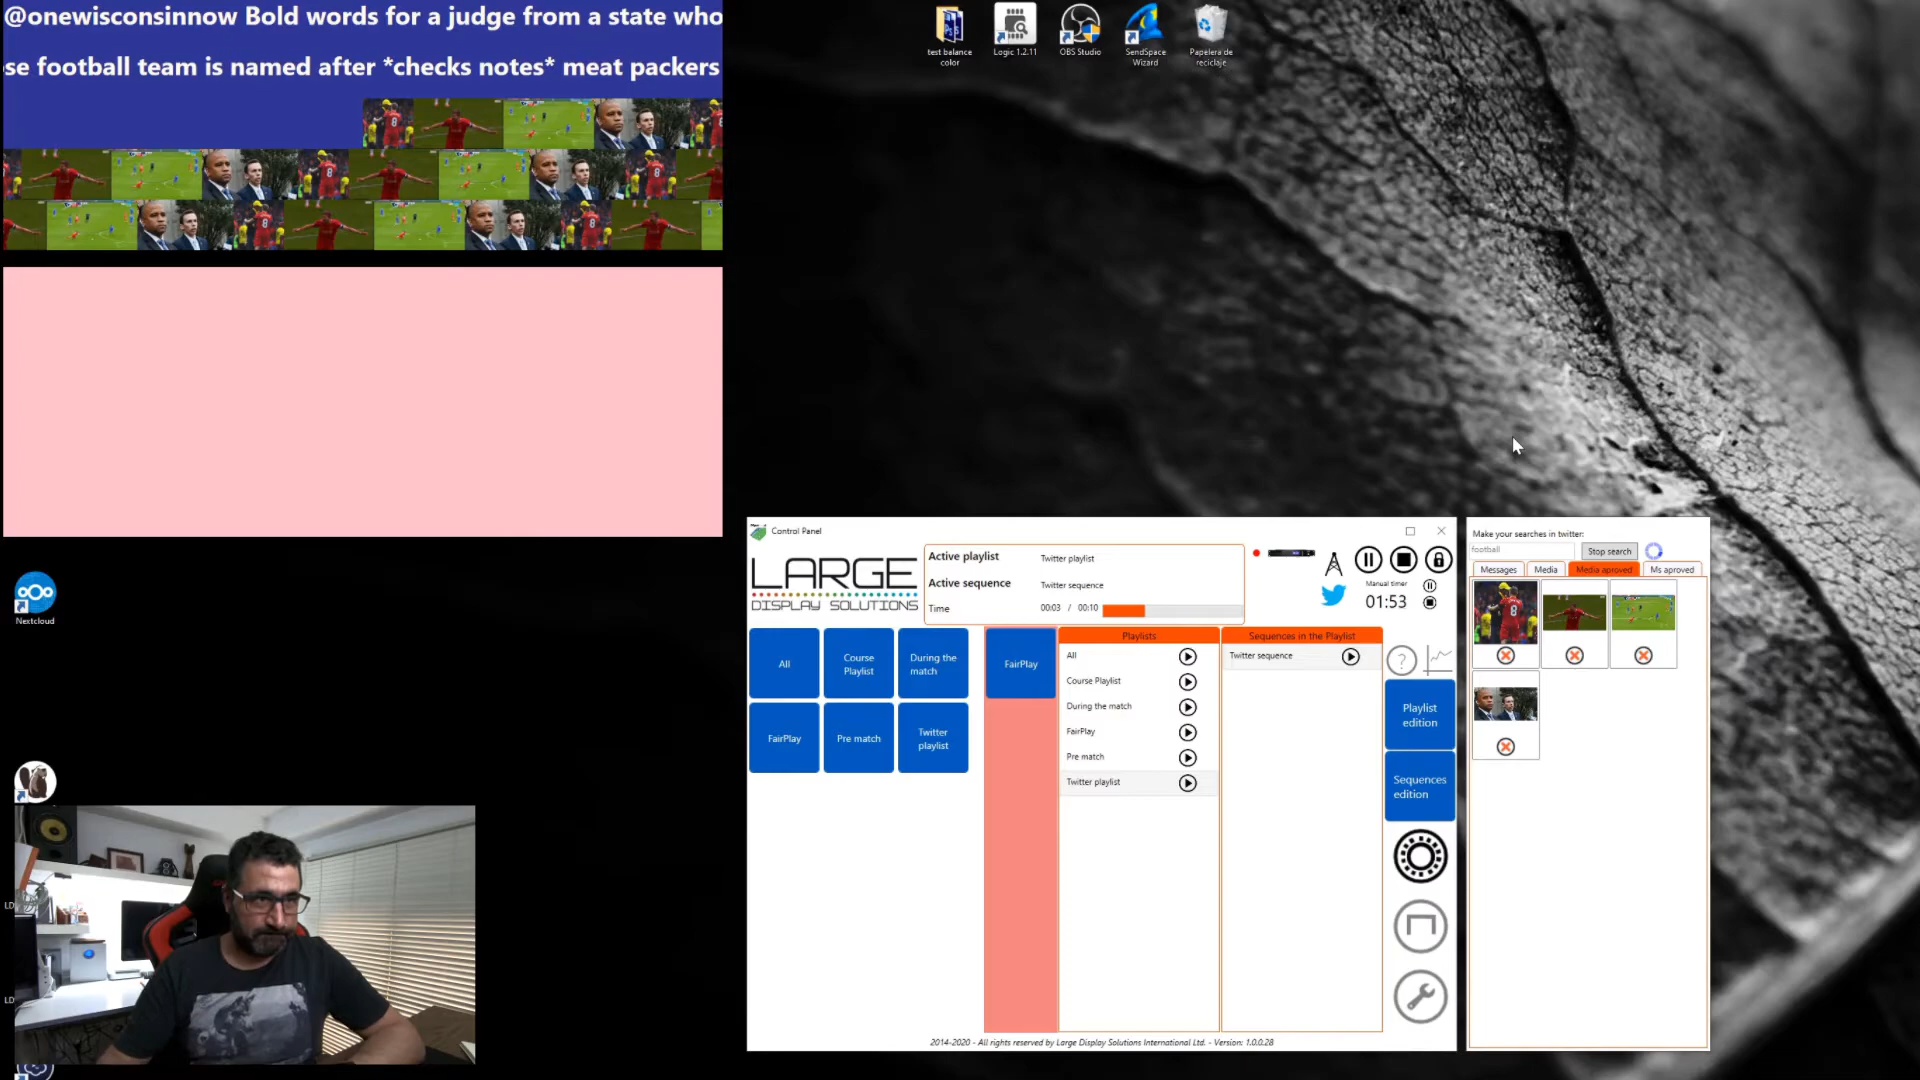 @onewisconsinnow Bold words for a judge from a state who
se football team is named after *checks notes* meat packers
test balance
color
Logic 1.2.11
OBS Studio
SendSpace
Wizard
Papelera de
reciclaje
Nextcloud
LD
LD
Control Panel
LARGE
DISPLAY SOLUTIONS
Active playlist
Twitter playlist
Active sequence
Twitter sequence
Time
00:03 / 00:10
Manual timer
01:53
All
Course
Playlist
During the
match
FairPlay
Pre match
Twitter
playlist
FairPlay
Playlists
All
Course Playlist
During the match
FairPlay
Pre match
Twitter playlist
Sequences in the Playlist
Twitter sequence
?
Playlist
edition
Sequences
edition
2014-2020 - All rights reserved by Large Display Solutions International Ltd. - Version: 1.0.0.28
Make your searches in twitter:
football
Stop search
Messages
Media
Media aproved
Ms aproved